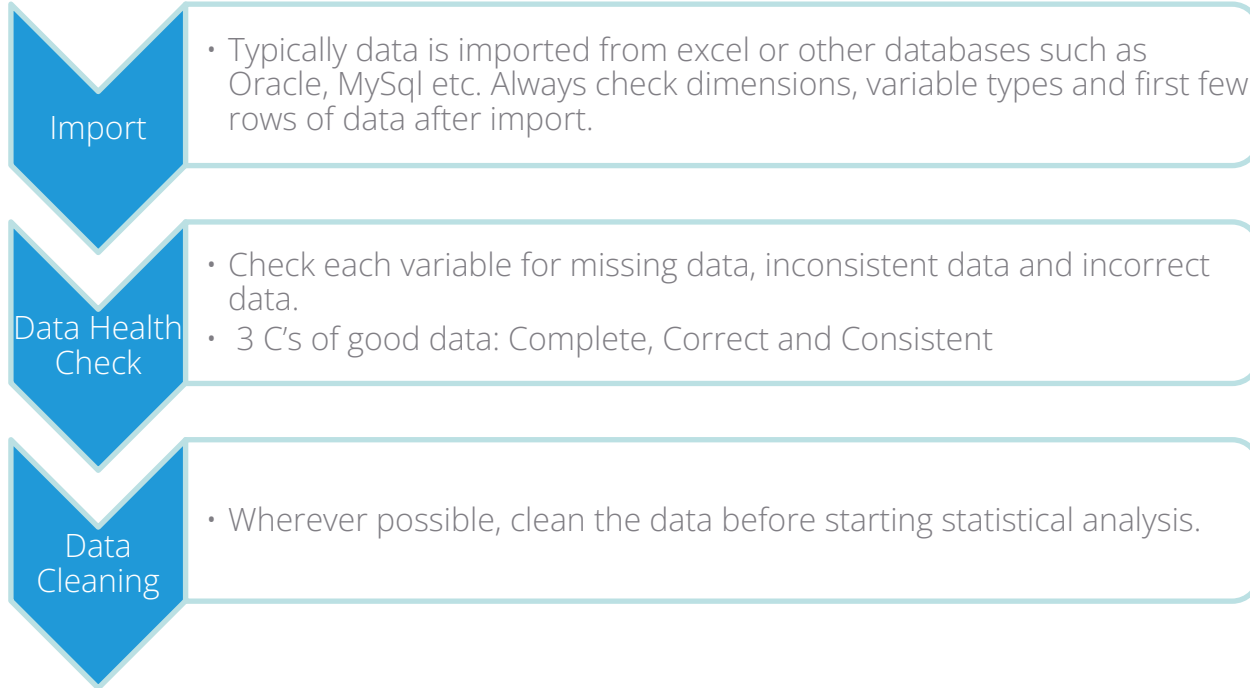 Import
• Typically data is imported from excel or other databases such as
Oracle, MySql etc. Always check dimensions, variable types and first few
rows of data after import.
Data Health
Check
• Check each variable for missing data, inconsistent data and incorrect
data.
• 3 C’s of good data: Complete, Correct and Consistent
Data
Cleaning
• Wherever possible, clean the data before starting statistical analysis.